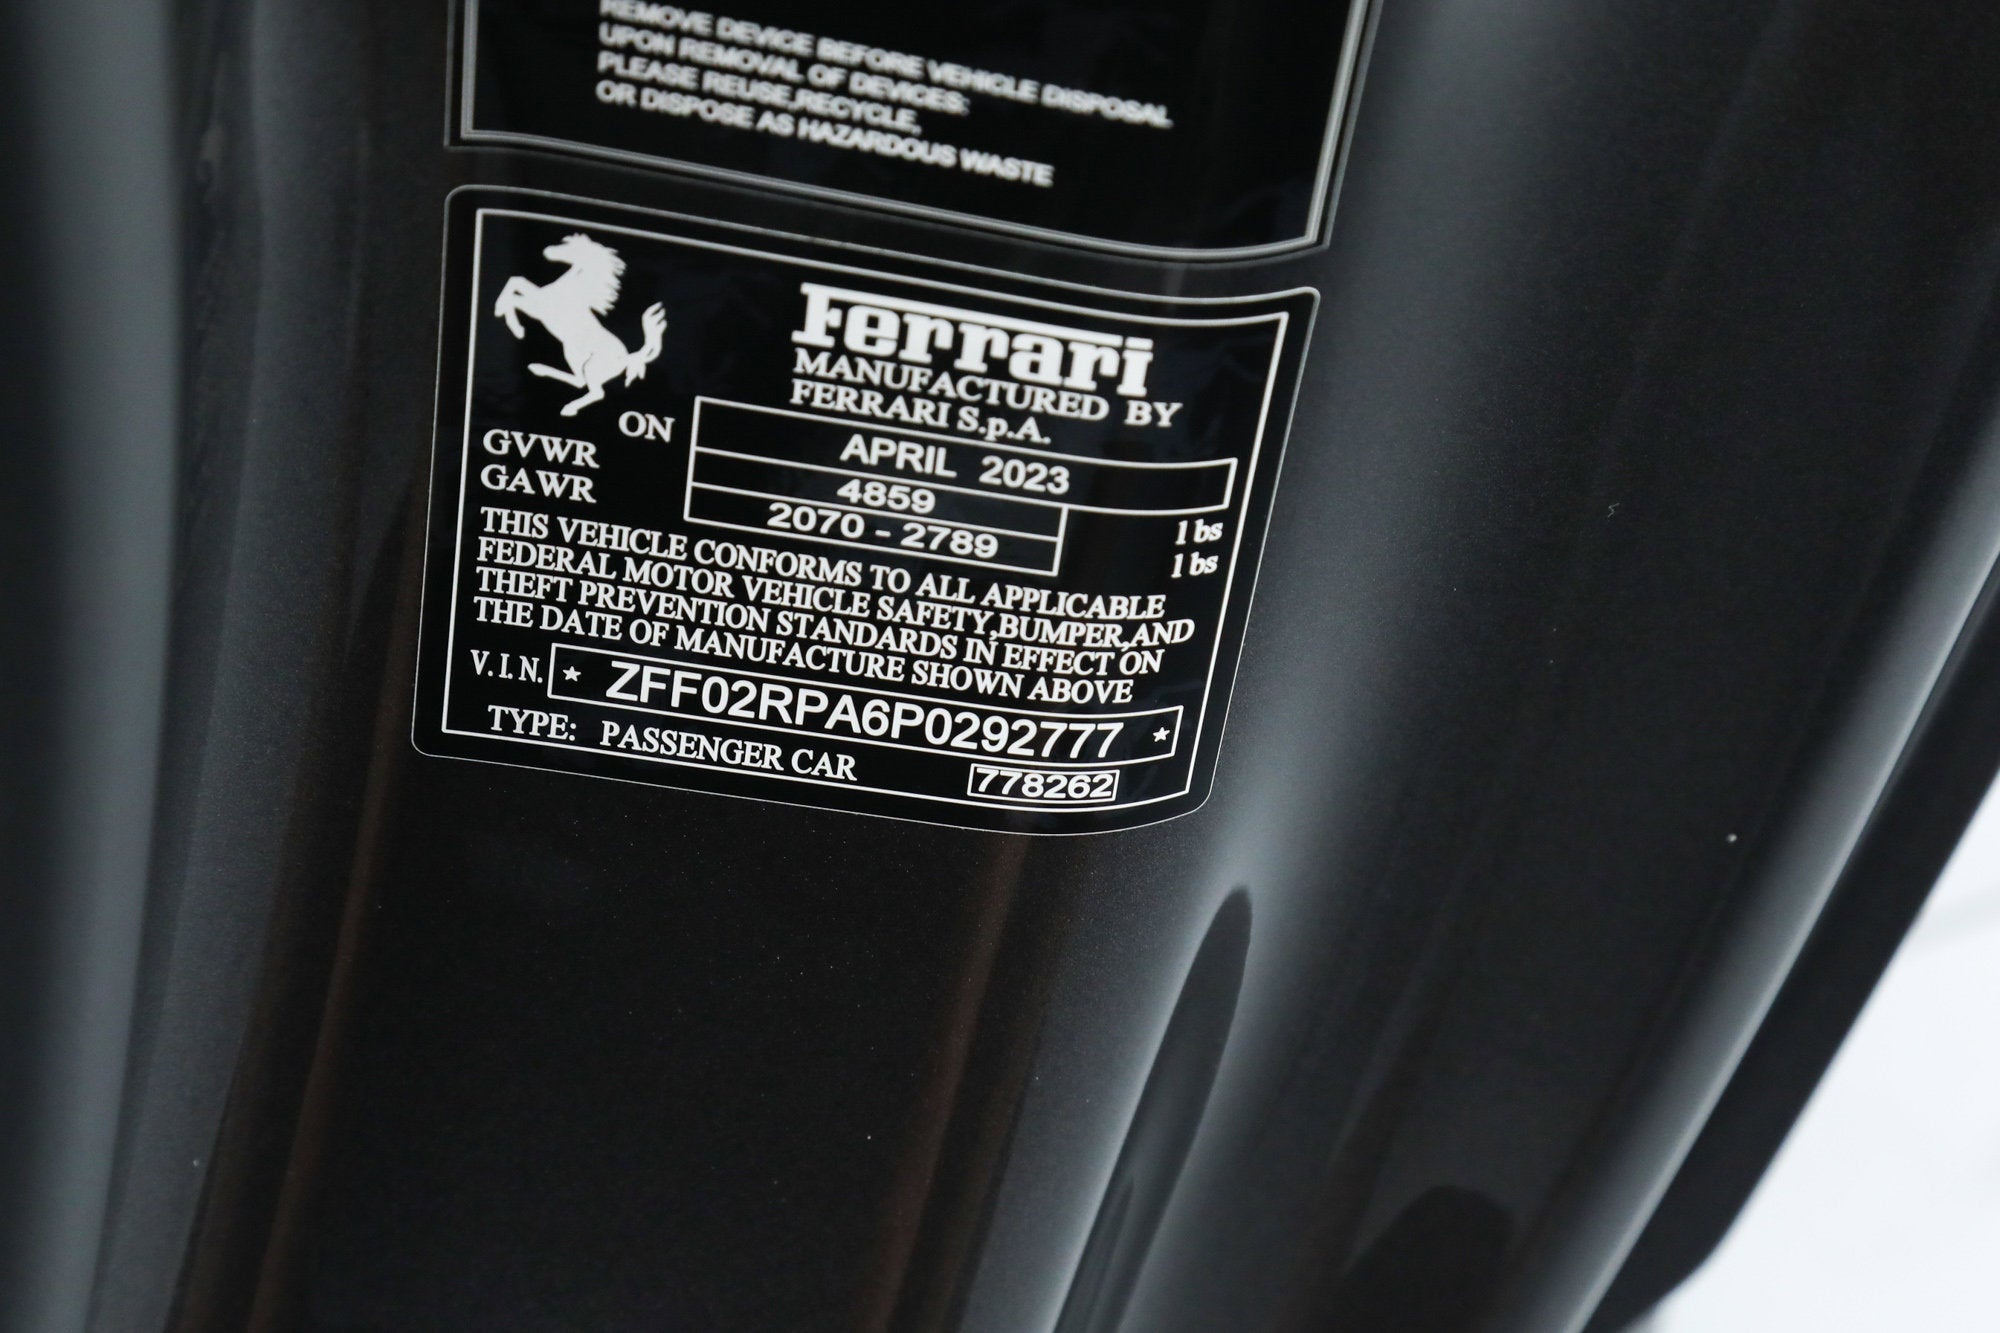 REMOVE DEVICE BEFORE VEHICLE DISPOSAL
UPON REMOVAL OF DEVICES:
PLEASE REUSE,RECYCLE,
OR DISPOSE AS HAZARDOUS WASTE
Ferrari
MANUFACTURED BY
FERRARI S.p.A.
ON APRIL 2023
GVWR 4859 lbs
GAWR 2070 - 2789 lbs
THIS VEHICLE CONFORMS TO ALL APPLICABLE
FEDERAL MOTOR VEHICLE SAFETY,BUMPER,AND
THEFT PREVENTION STANDARDS IN EFFECT ON
THE DATE OF MANUFACTURE SHOWN ABOVE
V.I.N. * ZFF02RPA6P0292777 *
TYPE: PASSENGER CAR 778262